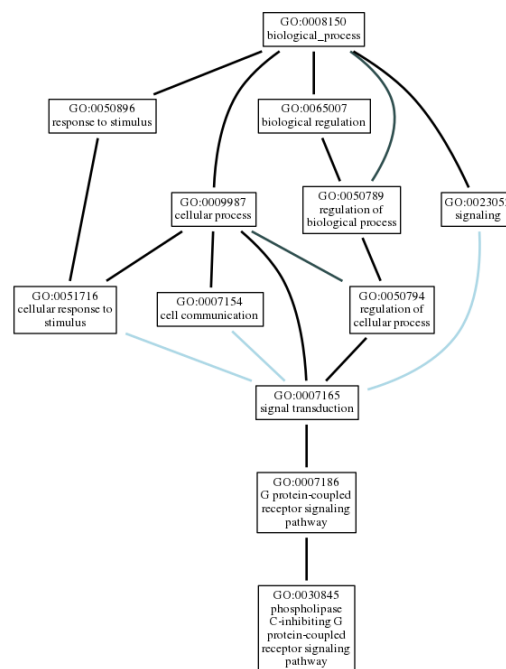 GO:0008150
biological_process
GO:0050896
response to stimulus
GO:0065007
biological regulation
GO:0009987
cellular process
GO:0050789
regulation of
biological process
GO:002305
signaling
GO:0051716
cellular response to
stimulus
GO:0007154
cell communication
GO:0050794
regulation of
cellular process
GO:0007165
signal transduction
GO:0007186
G protein-coupled
receptor signaling
pathway
GO:0030845
phospholipase
C-inhibiting G
protein-coupled
receptor signaling
pathway